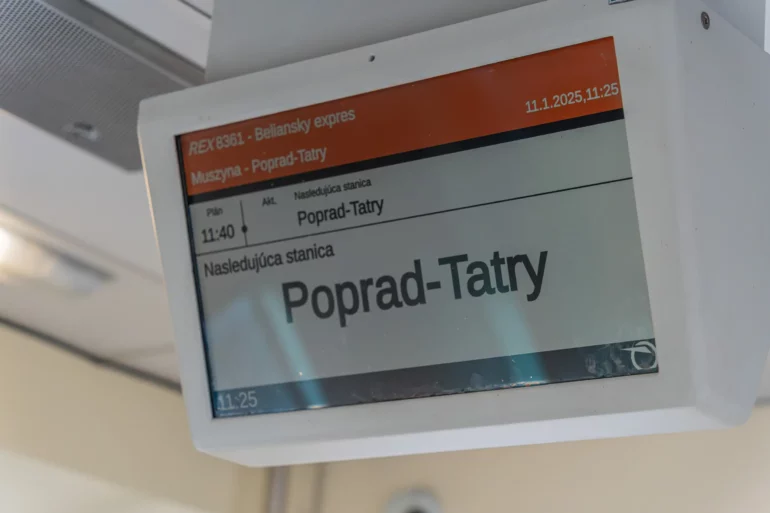 REX 8361 - Beliansky expres
11.1.2025,11:25
Muszyna - Poprad-Tatry
Plán
Akt.
Nasledujúca stanica
11:40
Poprad-Tatry
Nasledujúca stanica
Poprad-Tatry
11:25